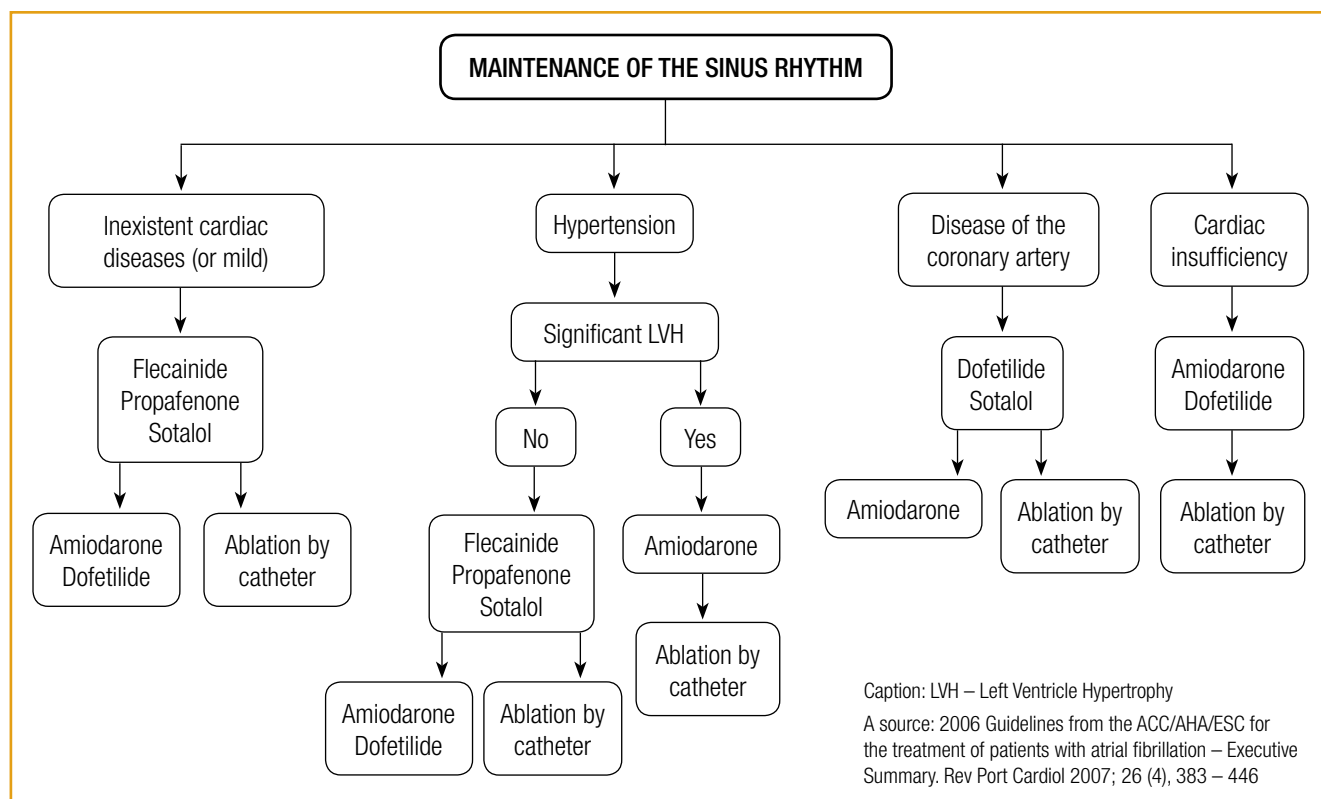 MAINTENANCE OF THE SINUS RHYTHM
Inexistent cardiac
diseases (or mild)
Flecainide
Propafenone
Sotalol
Amiodarone
Dofetilide
Ablation by
catheter
Hypertension
Significant LVH
No
Flecainide
Propafenone
Sotalol
Amiodarone
Dofetilide
Ablation by
catheter
Yes
Amiodarone
Ablation by
catheter
Disease of the
coronary artery
Dofetilide
Sotalol
Amiodarone
Ablation by
catheter
Cardiac
insufficiency
Amiodarone
Dofetilide
Ablation by
catheter
Caption: LVH – Left Ventricle Hypertrophy
A source: 2006 Guidelines from the ACC/AHA/ESC for
the treatment of patients with atrial fibrillation – Executive
Summary. Rev Port Cardiol 2007; 26 (4), 383 – 446